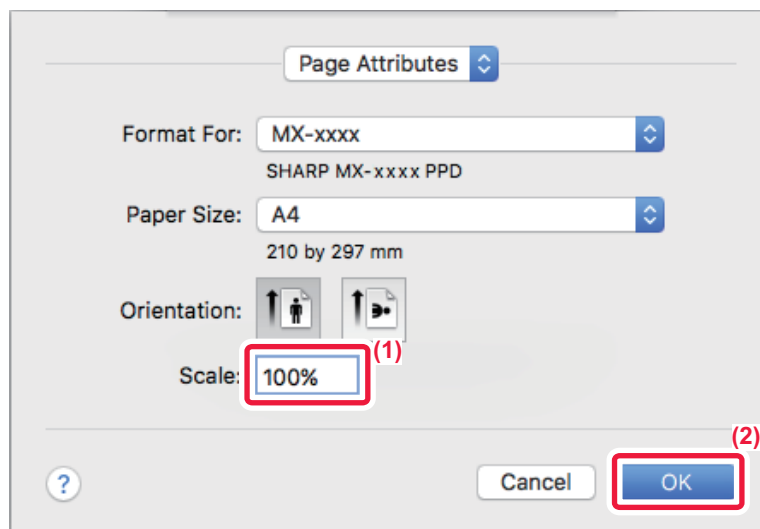 Page Attributes
Format For: MX-xxxx
SHARP MX-xxxx PPD
Paper Size: A4
210 by 297 mm
Orientation:
(1)
Scale: 100%
(2)
? Cancel OK